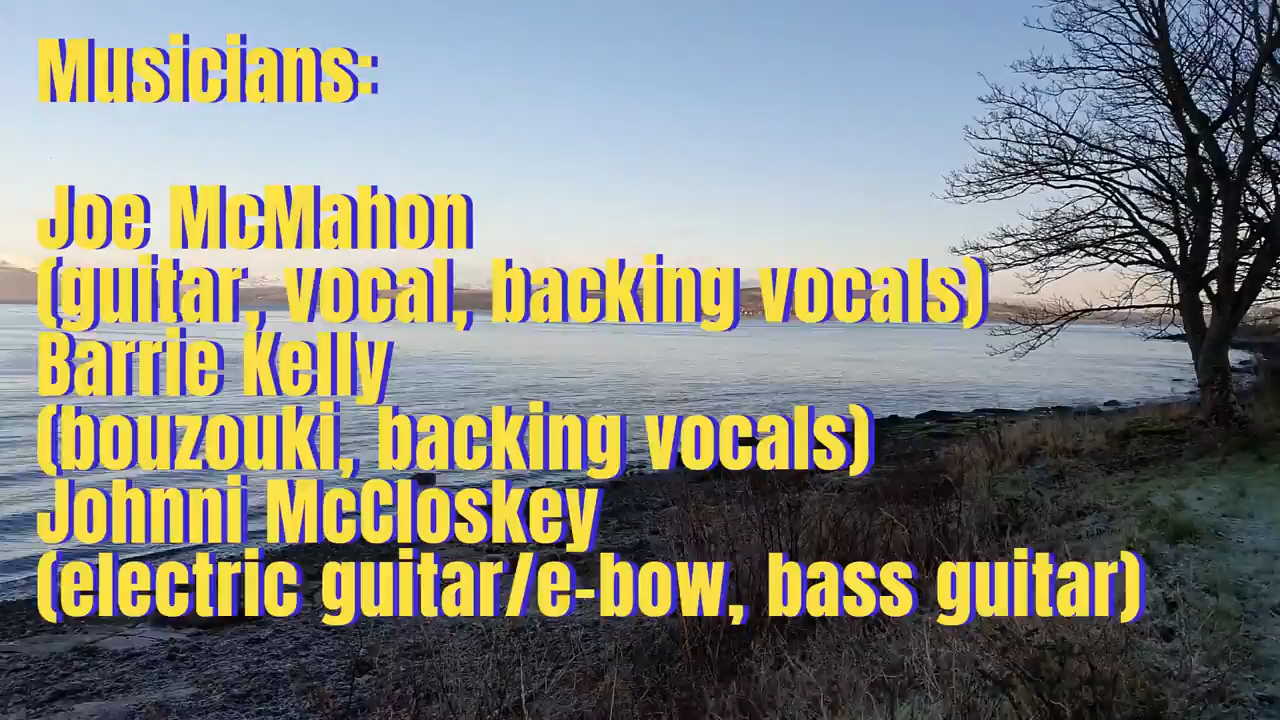 Musicians:
Joe McMahon
(guitar, vocal, backing vocals)
Barrie Kelly
(bouzouki, backing vocals)
Johnni McCloskey
(electric guitar/e-bow, bass guitar)